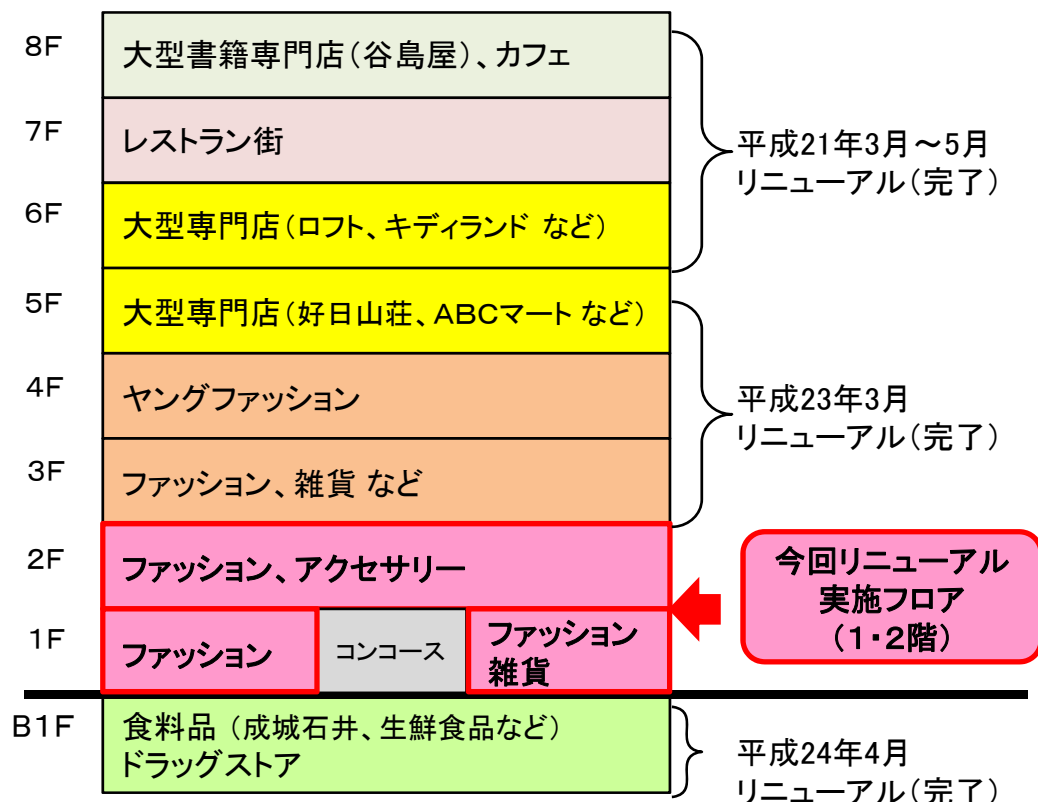 8F
大型書籍専門店（谷島屋）、カフェ
7F
レストラン街
平成21年3月～5月
リニューアル（完了）
6F
大型専門店（ロフト、キディランド など）
5F
大型専門店（好日山荘、ABCマート など）
4F
ヤングファッション
平成23年3月
リニューアル（完了）
3F
ファッション、雑貨 など
2F
ファッション、アクセサリー
今回リニューアル
実施フロア
（1・2階）
1F
ファッション
コンコース
ファッション
雑貨
B1F
食料品 （成城石井、生鮮食品など）
ドラッグストア
平成24年4月
リニューアル（完了）